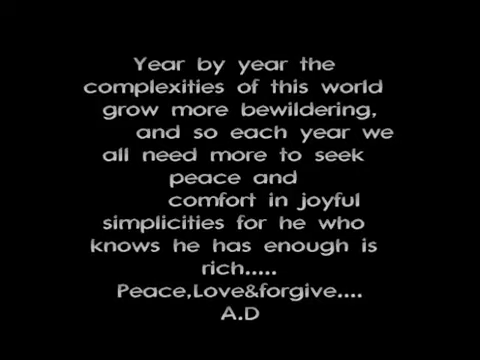 Year by year the
complexities of this world
grow more bewildering,
and so each year we
all need more to seek
peace and
comfort in joyful
simplicities for he who
knows he has enough is
rich.....
Peace,Love&forgive....
A.D